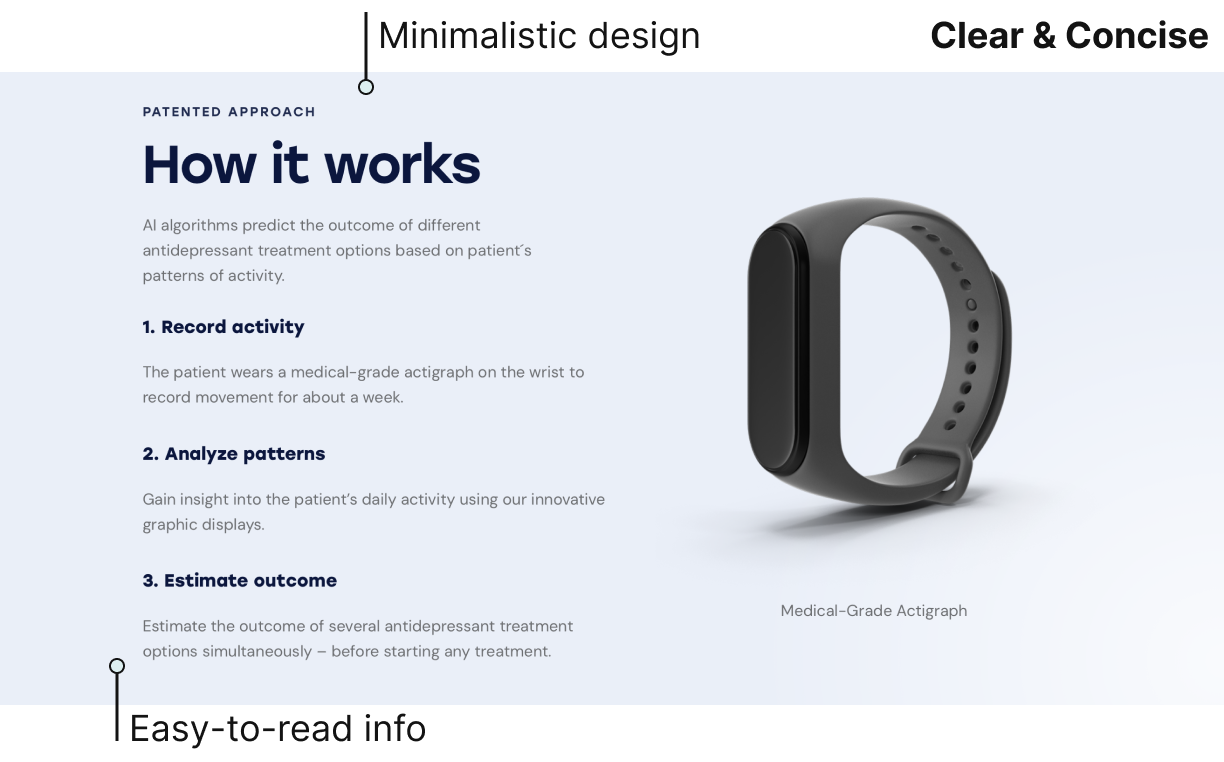 Minimalistic design
Clear & Concise
PATENTED APPROACH
How it works
AI algorithms predict the outcome of different
antidepressant treatment options based on patient´s
patterns of activity.
1. Record activity
The patient wears a medical-grade actigraph on the wrist to
record movement for about a week.
2. Analyze patterns
Gain insight into the patient’s daily activity using our innovative
graphic displays.
3. Estimate outcome
Estimate the outcome of several antidepressant treatment
options simultaneously – before starting any treatment.
Medical-Grade Actigraph
Easy-to-read info